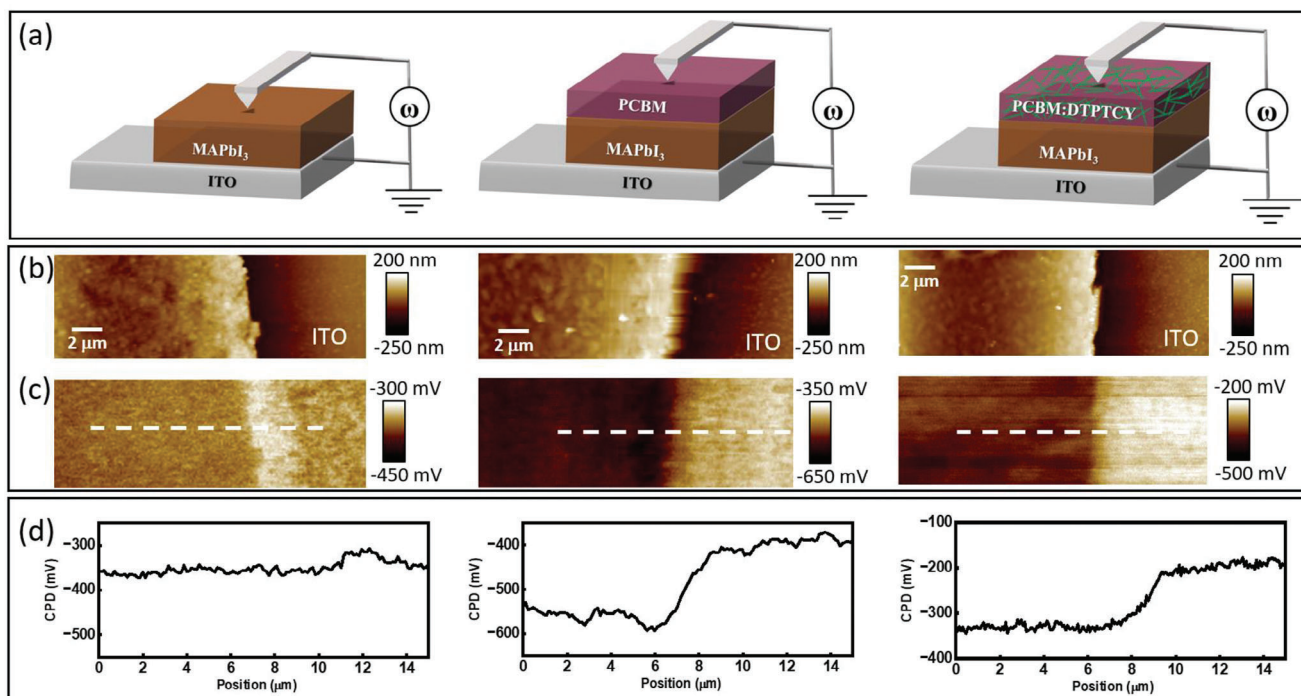 (a)
ω
MAPbI₃
ITO
ω
PCBM
MAPbI₃
ITO
ω
PCBM:DTPTCY
MAPbI₃
ITO
(b)
2 μm
ITO
200 nm
-250 nm
2 μm
ITO
200 nm
-250 nm
2 μm
ITO
200 nm
-250 nm
(c)
-300 mV
-450 mV
-350 mV
-650 mV
-200 mV
-500 mV
(d)
CPD (mV)
−300
−400
−500
0 2 4 6 8 10 12 14
Position (μm)
CPD (mV)
−400
−500
−600
0 2 4 6 8 10 12 14
Position (μm)
CPD (mV)
−100
−200
−300
−400
0 2 4 6 8 10 12 14
Position (μm)